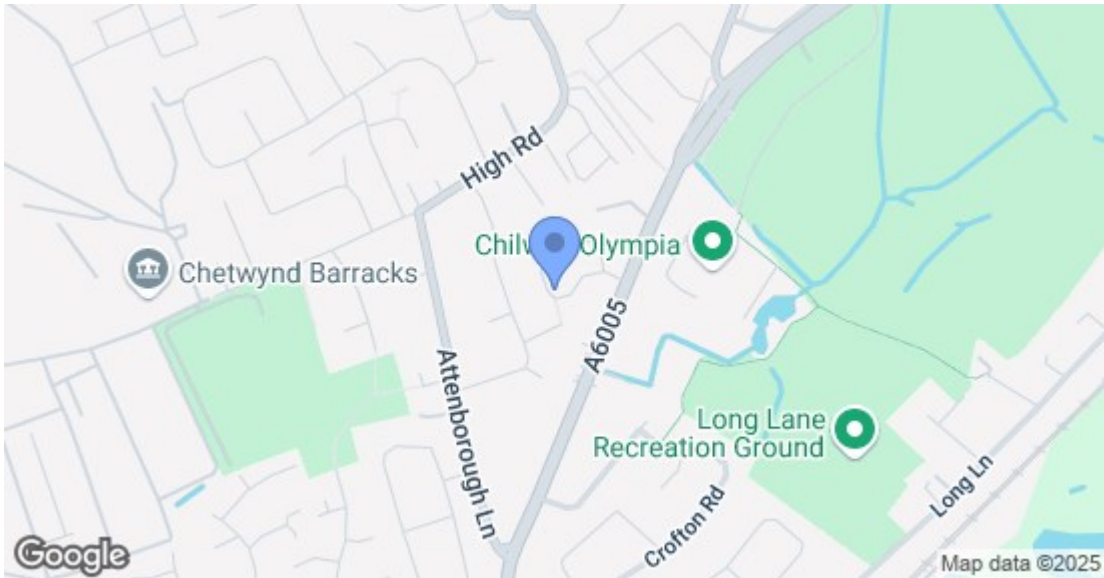 High Rd
Chilw Olympia
Chetwynd Barracks
A6005
Attenborough Ln
Long Lane
Recreation Ground
Long Ln
Crofton Rd
Google
Map data ©2025